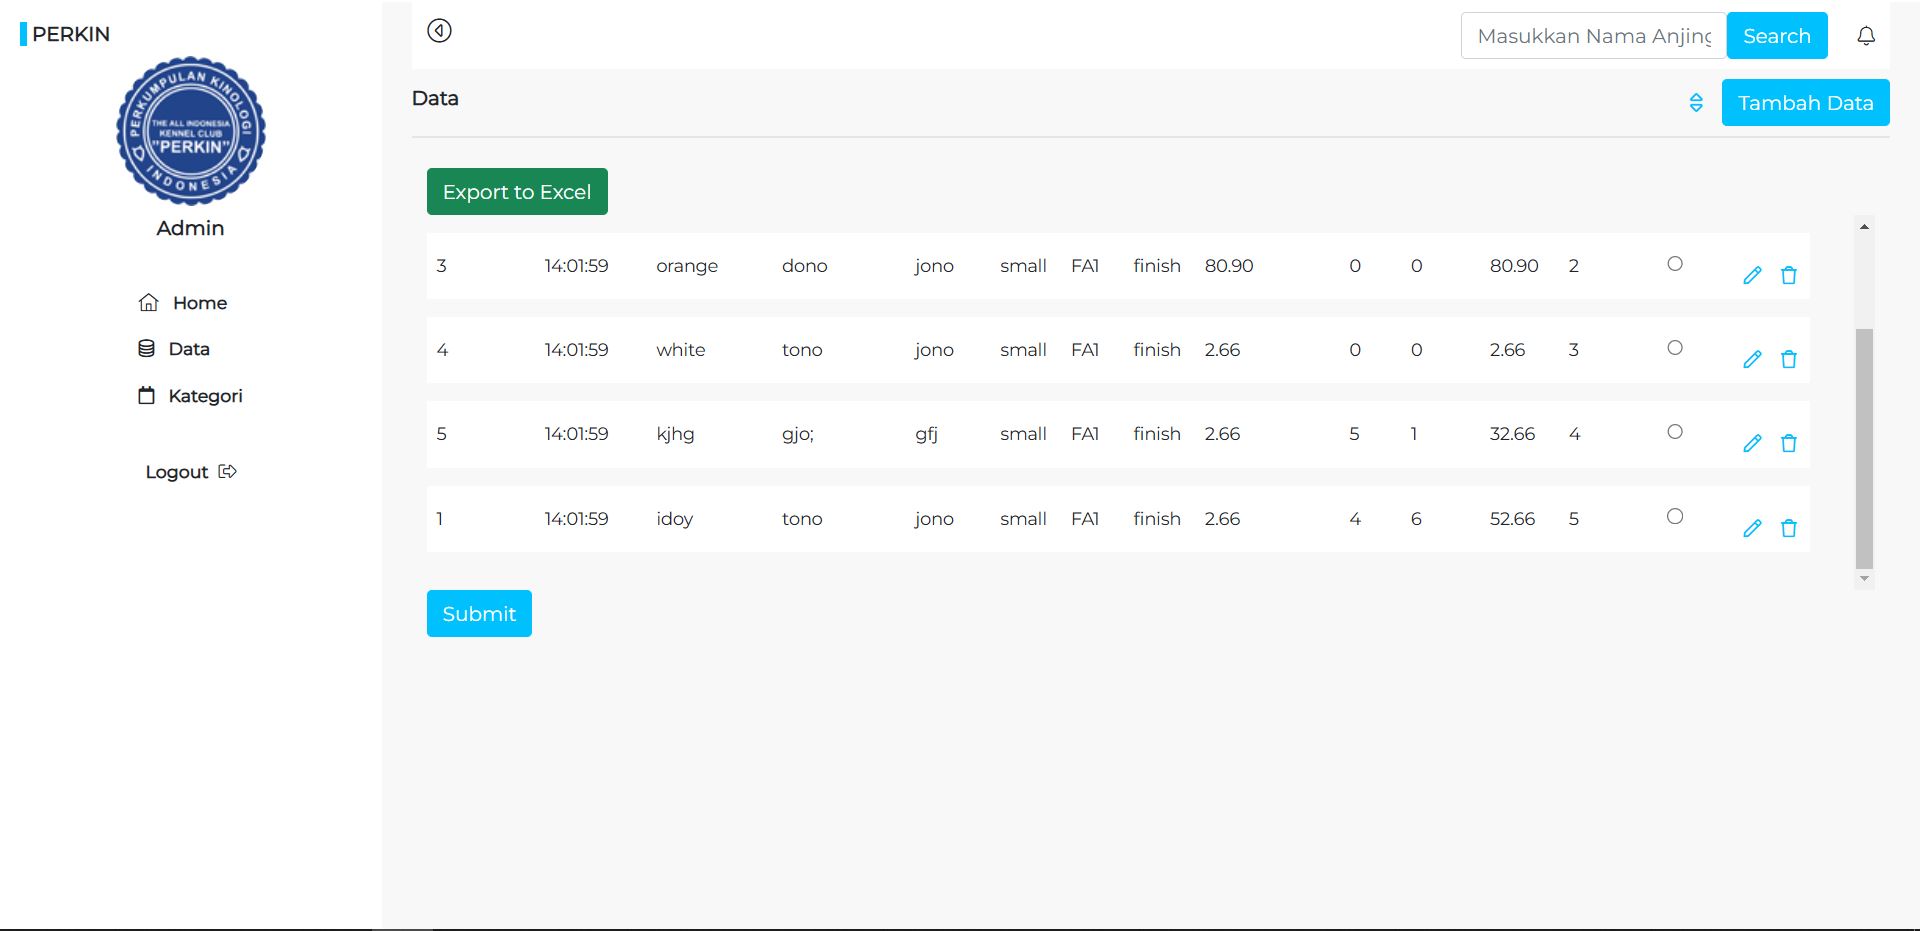 PERKIN
PERKUMPULAN KINOLOGI
THE ALL INDONESIA
KENNEL CLUB
"PERKIN"
INDONESIA
Admin
Home
Data
Kategori
Logout
Masukkan Nama Anjing
Search
Data
Tambah Data
Export to Excel
3 14:01:59 orange dono jono small FA1 finish 80.90 0 0 80.90 2
4 14:01:59 white tono jono small FA1 finish 2.66 0 0 2.66 3
5 14:01:59 kjhg gjo; gfj small FA1 finish 2.66 5 1 32.66 4
1 14:01:59 idoy tono jono small FA1 finish 2.66 4 6 52.66 5
Submit